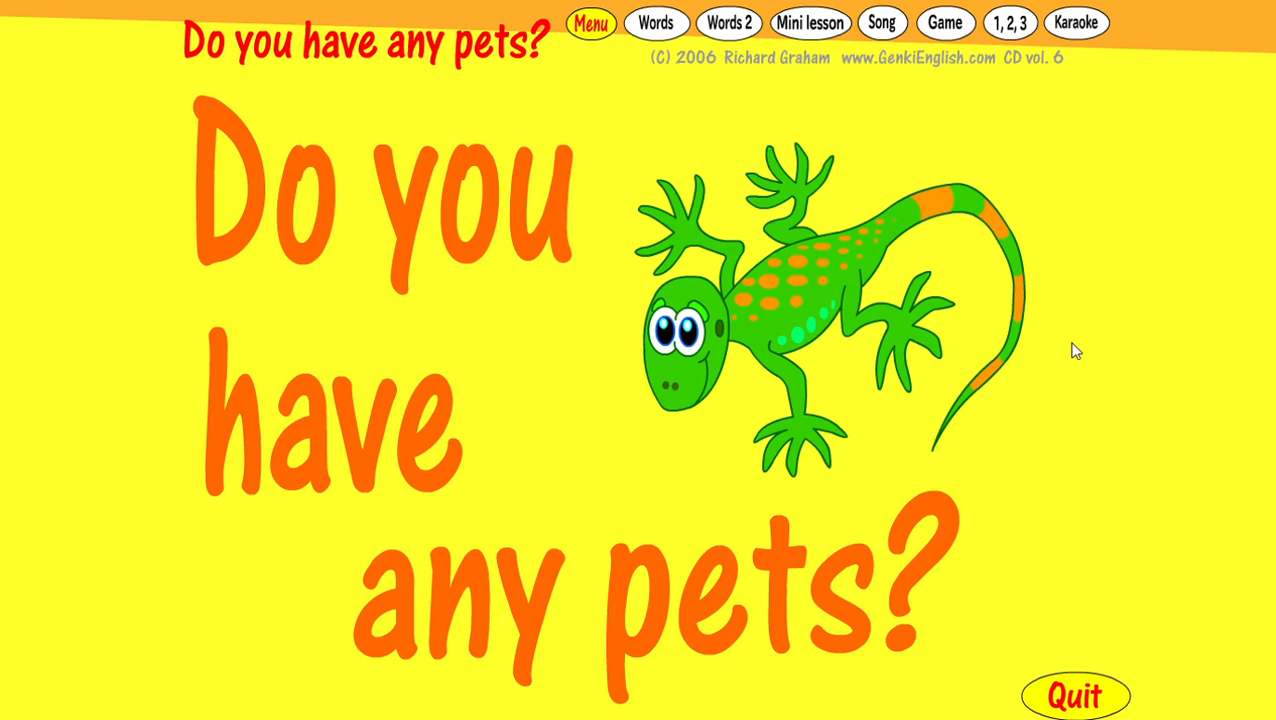 Do you have any pets?
Menu
Words
Words 2
Mini lesson
Song
Game
1, 2, 3
Karaoke
(C) 2006 Richard Graham www.GenkiEnglish.com CD vol. 6
Do you
have
any pets?
Quit